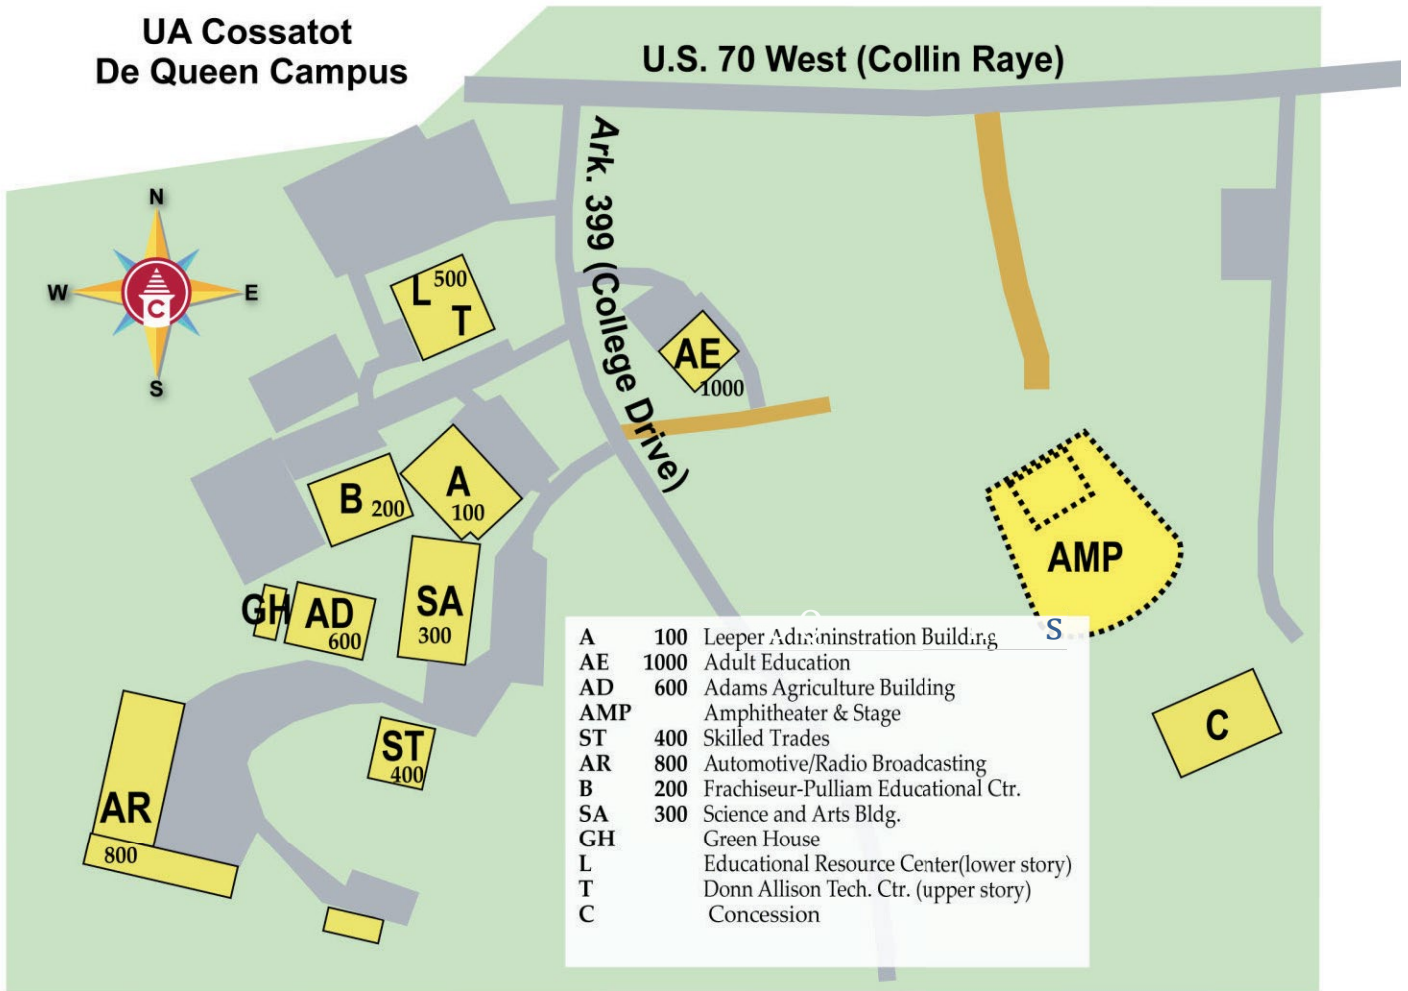 UA Cossatot
De Queen Campus
U.S. 70 West (Collin Raye)
Ark. 399 (College Drive)
N
W
E
S
C
L 500
T
AE
1000
A
100
B 200
SA
300
GH
AD
600
ST
400
AR
800
AMP
C
S
A 100 Leeper Admininstration Building
AE 1000 Adult Education
AD 600 Adams Agriculture Building
AMP Amphitheater & Stage
ST 400 Skilled Trades
AR 800 Automotive/Radio Broadcasting
B 200 Frachiseur-Pulliam Educational Ctr.
SA 300 Science and Arts Bldg.
GH Green House
L Educational Resource Center(lower story)
T Donn Allison Tech. Ctr. (upper story)
C Concession